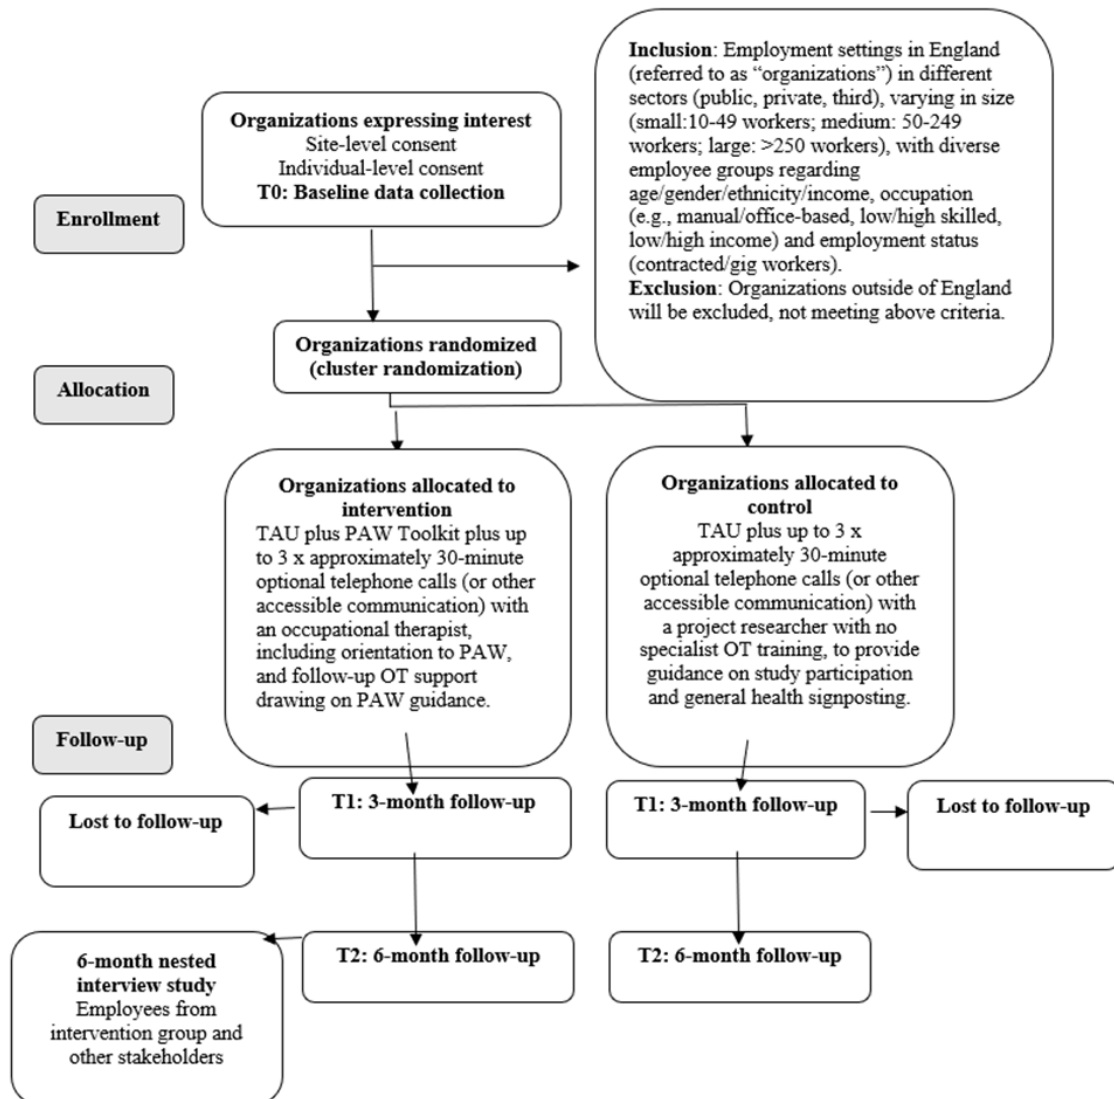 Organizations expressing interest
Site-level consent
Individual-level consent
T0: Baseline data collection
Inclusion: Employment settings in England
(referred to as “organizations”) in different
sectors (public, private, third), varying in size
(small:10-49 workers; medium: 50-249
workers; large: >250 workers), with diverse
employee groups regarding
age/gender/ethnicity/income, occupation
(e.g., manual/office-based, low/high skilled,
low/high income) and employment status
(contracted/gig workers).
Exclusion: Organizations outside of England
will be excluded, not meeting above criteria.
Enrollment
Organizations randomized
(cluster randomization)
Allocation
Organizations allocated to
intervention
TAU plus PAW Toolkit plus up
to 3 x approximately 30-minute
optional telephone calls (or other
accessible communication) with
an occupational therapist,
including orientation to PAW,
and follow-up OT support
drawing on PAW guidance.
Organizations allocated to
control
TAU plus up to 3 x
approximately 30-minute
optional telephone calls (or other
accessible communication) with
a project researcher with no
specialist OT training, to provide
guidance on study participation
and general health signposting.
Follow-up
Lost to follow-up
T1: 3-month follow-up
T1: 3-month follow-up
Lost to follow-up
6-month nested
interview study
Employees from
intervention group and
other stakeholders
T2: 6-month follow-up
T2: 6-month follow-up